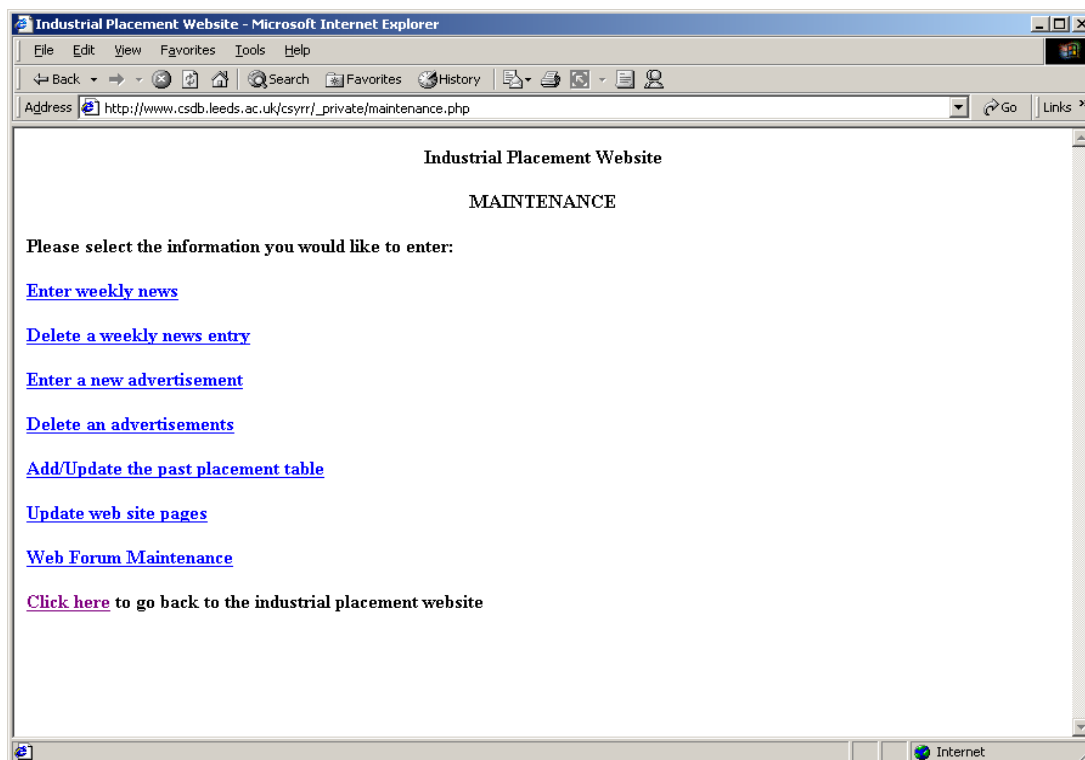 Industrial Placement Website - Microsoft Internet Explorer
File Edit View Favorites Tools Help
Back Search Favorites History
Address http://www.csdb.leeds.ac.uk/csyrr/_private/maintenance.php Go Links »
Industrial Placement Website
MAINTENANCE
Please select the information you would like to enter:
Enter weekly news
Delete a weekly news entry
Enter a new advertisement
Delete an advertisements
Add/Update the past placement table
Update web site pages
Web Forum Maintenance
Click here to go back to the industrial placement website
Internet